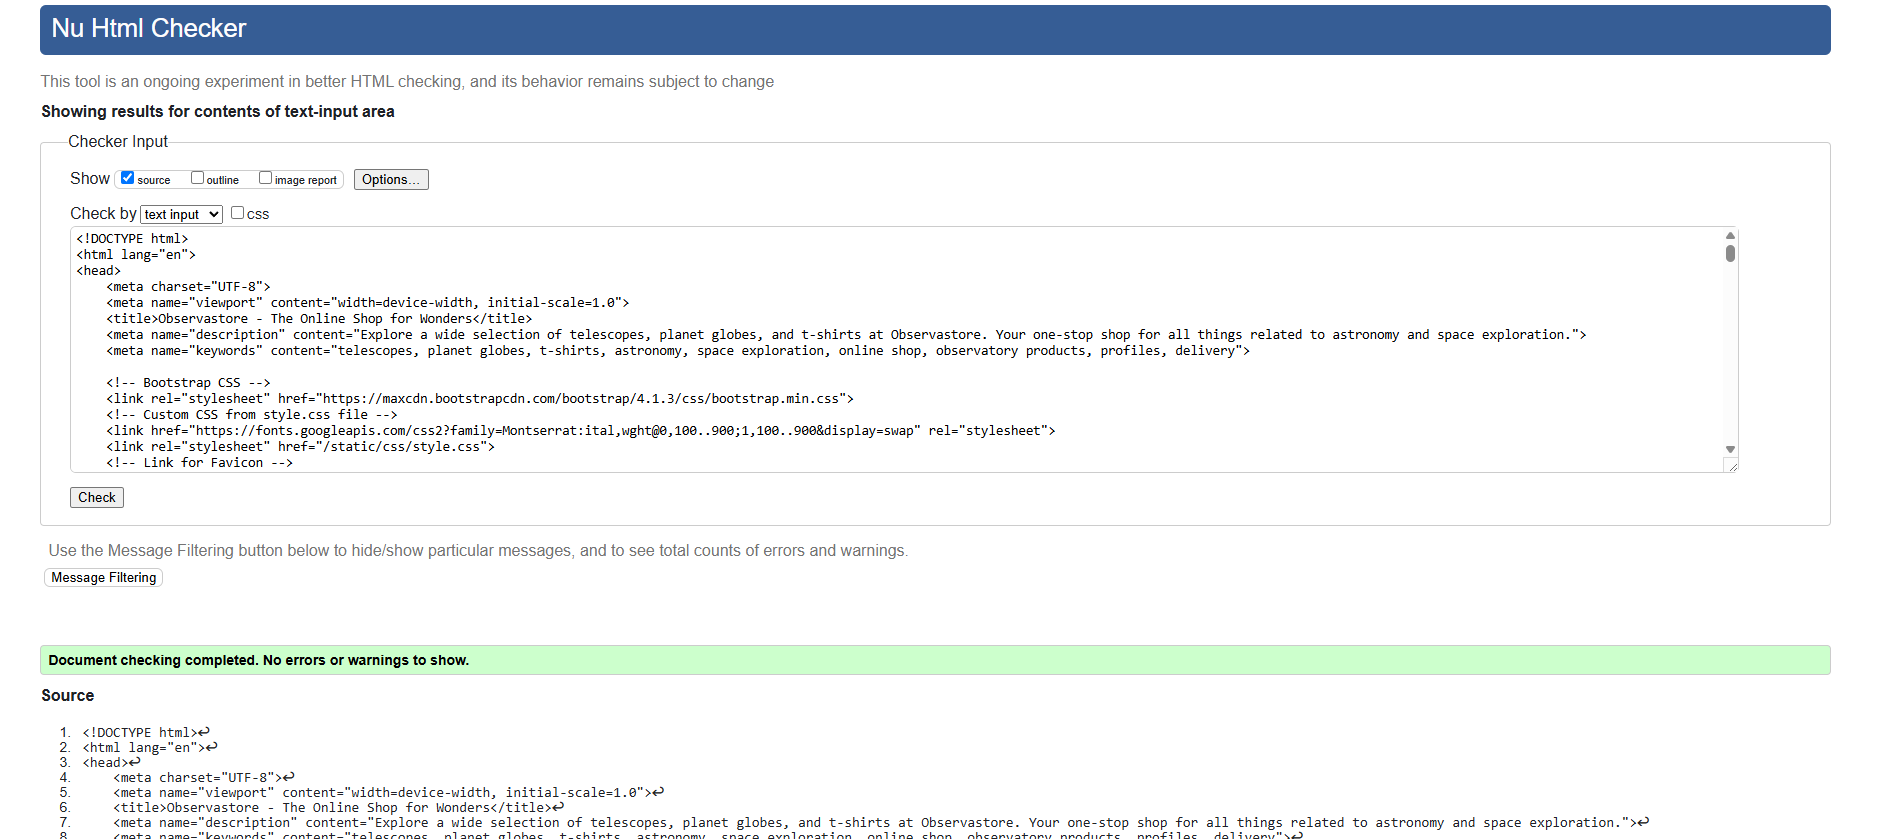 Nu Html Checker
This tool is an ongoing experiment in better HTML checking, and its behavior remains subject to change
Showing results for contents of text-input area
Checker Input
Show source outline image report Options...
Check by text input css
<!DOCTYPE html>
<html lang="en">
<head>
    <meta charset="UTF-8">
    <meta name="viewport" content="width=device-width, initial-scale=1.0">
    <title>Observastore - The Online Shop for Wonders</title>
    <meta name="description" content="Explore a wide selection of telescopes, planet globes, and t-shirts at Observastore. Your one-stop shop for all things related to astronomy and space exploration.">
    <meta name="keywords" content="telescopes, planet globes, t-shirts, astronomy, space exploration, online shop, observatory products, profiles, delivery">
    <!-- Bootstrap CSS -->
    <link rel="stylesheet" href="https://maxcdn.bootstrapcdn.com/bootstrap/4.1.3/css/bootstrap.min.css">
    <!-- Custom CSS from style.css file -->
    <link href="https://fonts.googleapis.com/css2?family=Montserrat:ital,wght@0,100..900;1,100..900&display=swap" rel="stylesheet">
    <link rel="stylesheet" href="/static/css/style.css">
    <!-- Link for Favicon -->
Check
Use the Message Filtering button below to hide/show particular messages, and to see total counts of errors and warnings.
Message Filtering
Document checking completed. No errors or warnings to show.
Source
1. <!DOCTYPE html>↩
2. <html lang="en">↩
3. <head>↩
4.     <meta charset="UTF-8">↩
5.     <meta name="viewport" content="width=device-width, initial-scale=1.0">↩
6.     <title>Observastore - The Online Shop for Wonders</title>↩
7.     <meta name="description" content="Explore a wide selection of telescopes, planet globes, and t-shirts at Observastore. Your one-stop shop for all things related to astronomy and space exploration.">↩
8.     <meta name="keywords" content="telescopes, planet globes, t-shirts, astronomy, space exploration, online shop, observatory products, profiles, delivery">↩